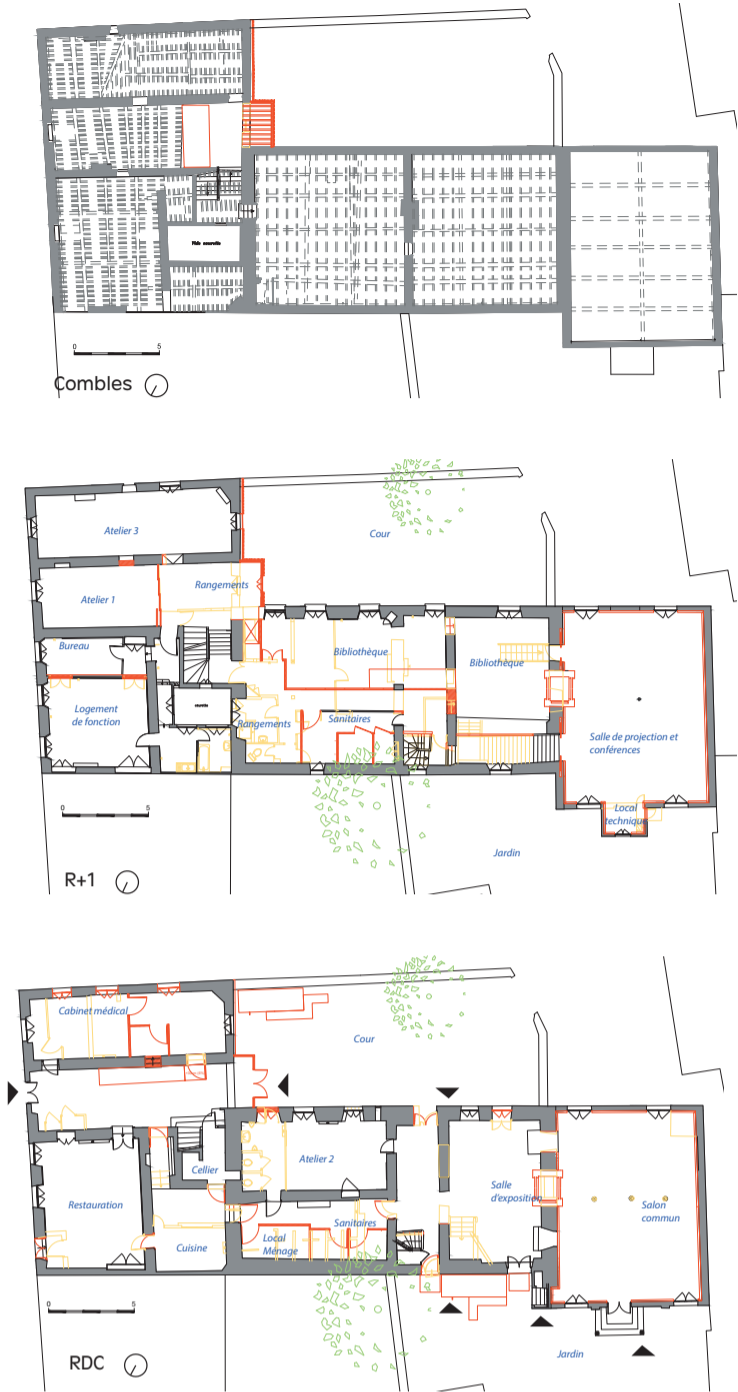 Vide escalier
0
5
Combles
Atelier 3
Cour
Atelier 1
Rangements
Bureau
Bibliothèque
Bibliothèque
Logement
de fonction
Rangements
Sanitaires
Salle de projection et
conférences
Local
technique
0
5
Jardin
R+1
Cabinet médical
Cour
Atelier 2
Cellier
Restauration
Salle
d'exposition
Salon
commun
Sanitaires
Local
Ménage
Cuisine
0
5
RDC
Jardin